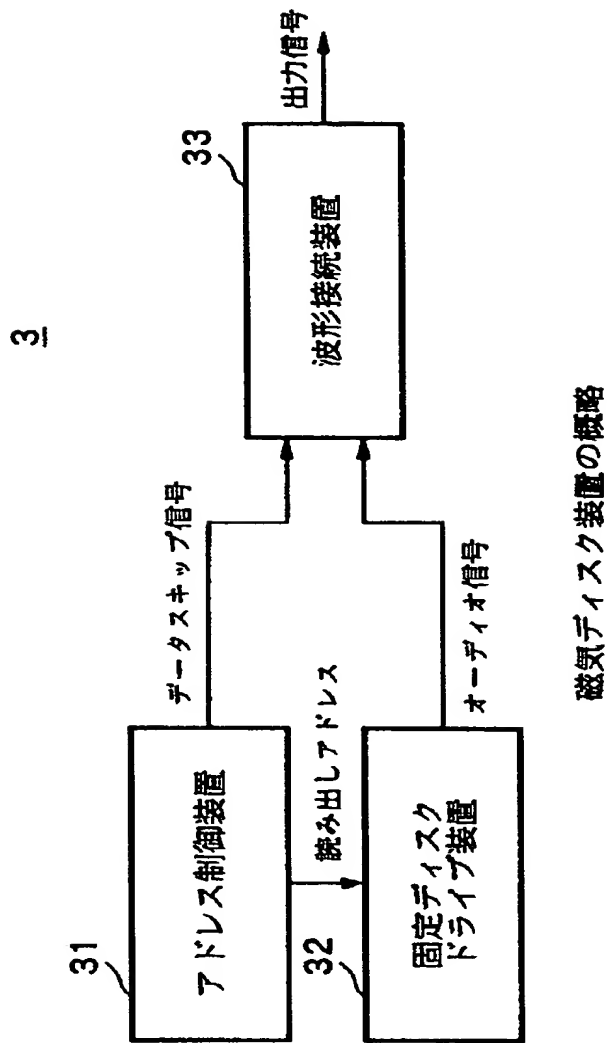 3
31
アドレス制御装置
データスキップ信号
読み出しアドレス
32
固定ディスク
ドライブ装置
オーディオ信号
33
波形接続装置
出力信号
磁気ディスク装置の概略